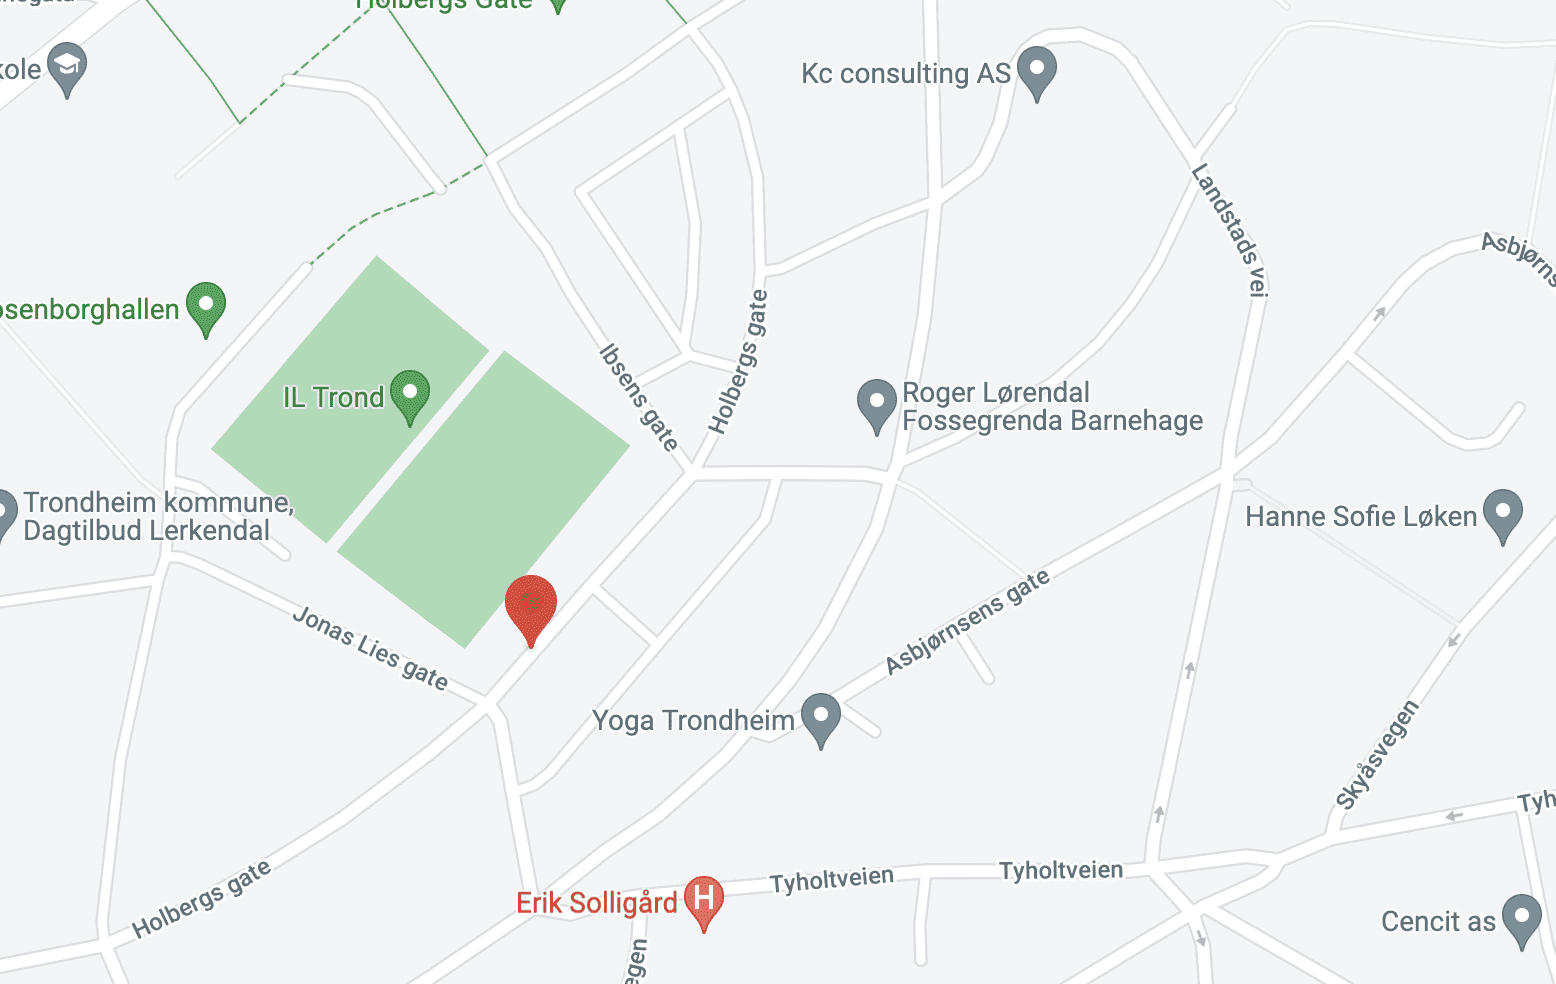 Holbergs Gate
kole
Kc consulting AS
Landstads vei
Asbjørns
osenborghallen
Holbergs gate
Ibsens gate
IL Trond
Roger Lørendal
Fossegrenda Barnehage
Trondheim kommune,
Dagtilbud Lerkendal
Hanne Sofie Løken
Asbjørnsens gate
Jonas Lies gate
Yoga Trondheim
Skyåsvegen
Tyh
Holbergs gate
Tyholtveien
Tyholtveien
Erik Solligård
H
Cencit as
egen